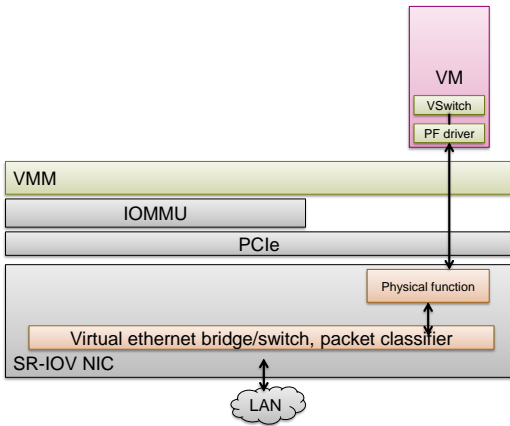 VM
VSwitch
PF driver
VMM
IOMMU
PCIe
Physical function
Virtual ethernet bridge/switch, packet classifier
SR-IOV NIC
LAN